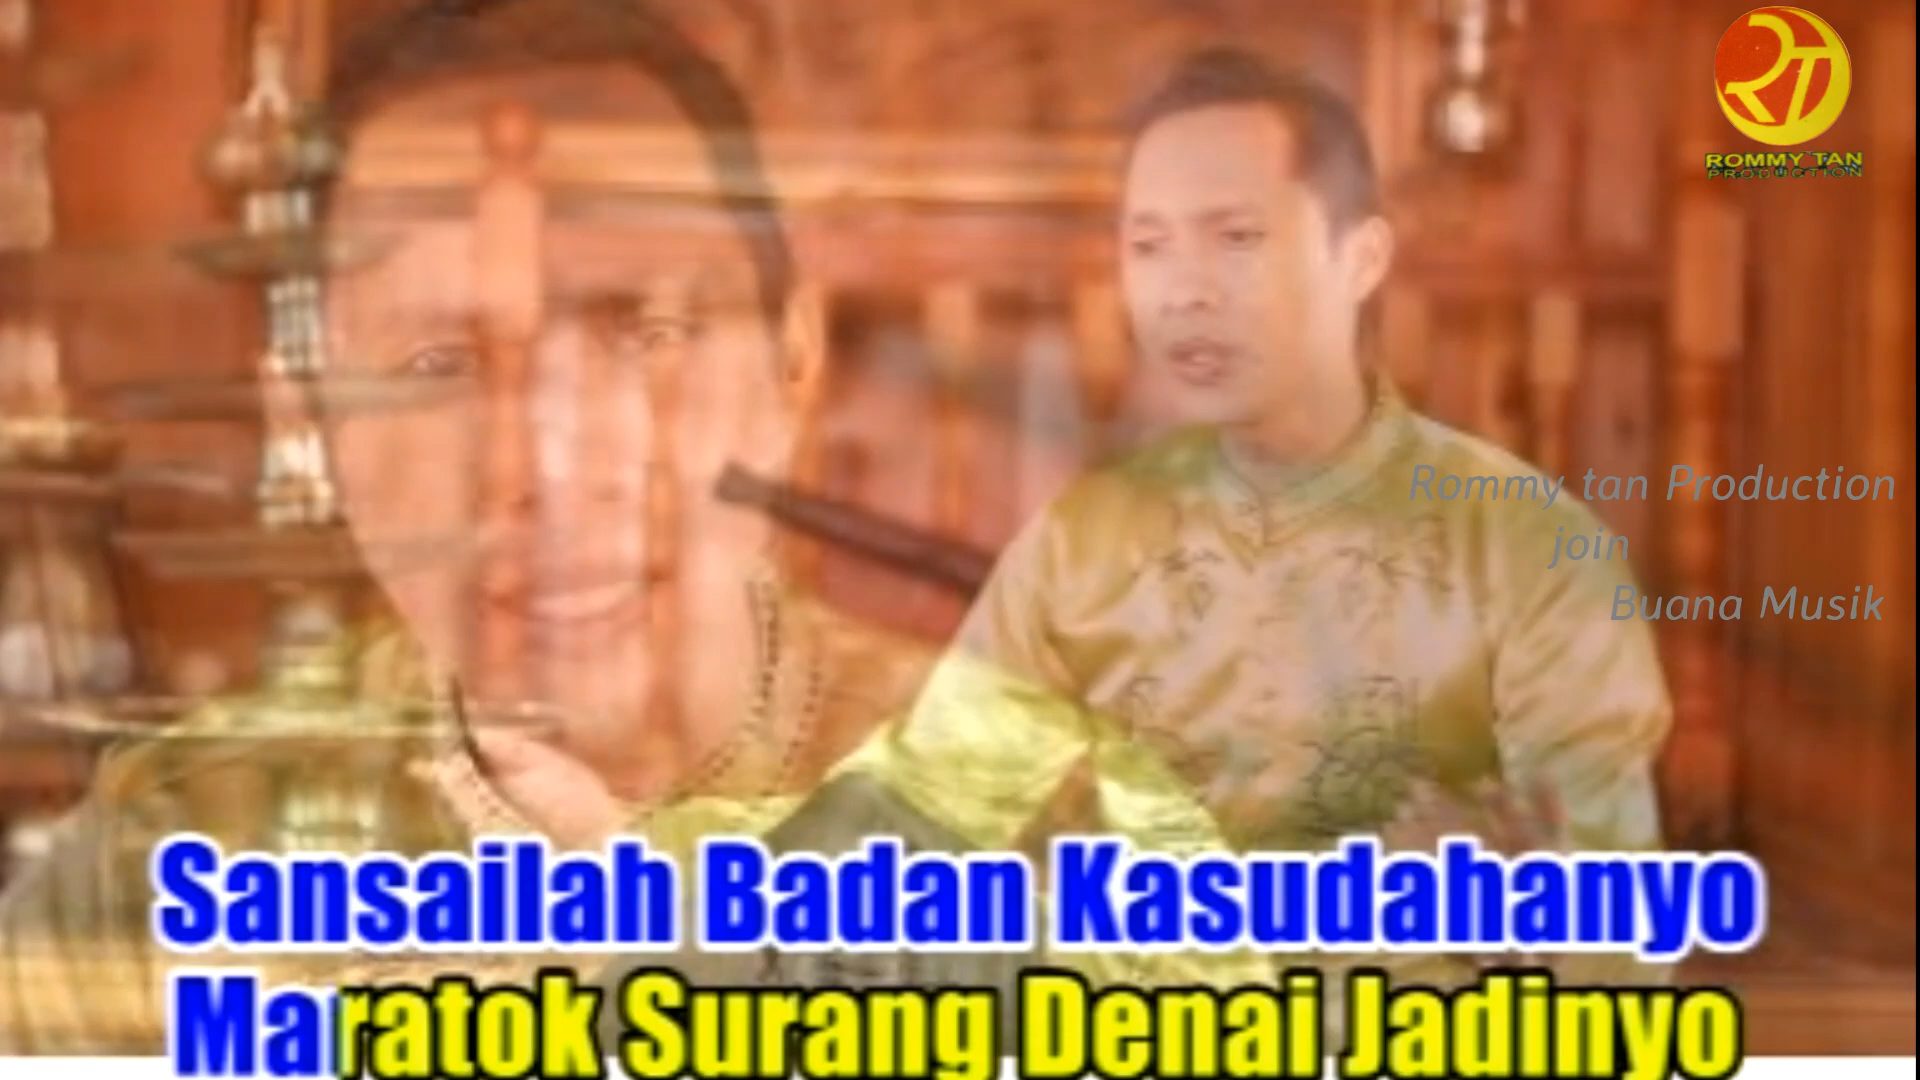 ROMMY TAN
PRODUCTION
Rommy tan Production
join
Buana Musik
Sansailah Badan Kasudahanyo
Maratok Surang Denai Jadinyo